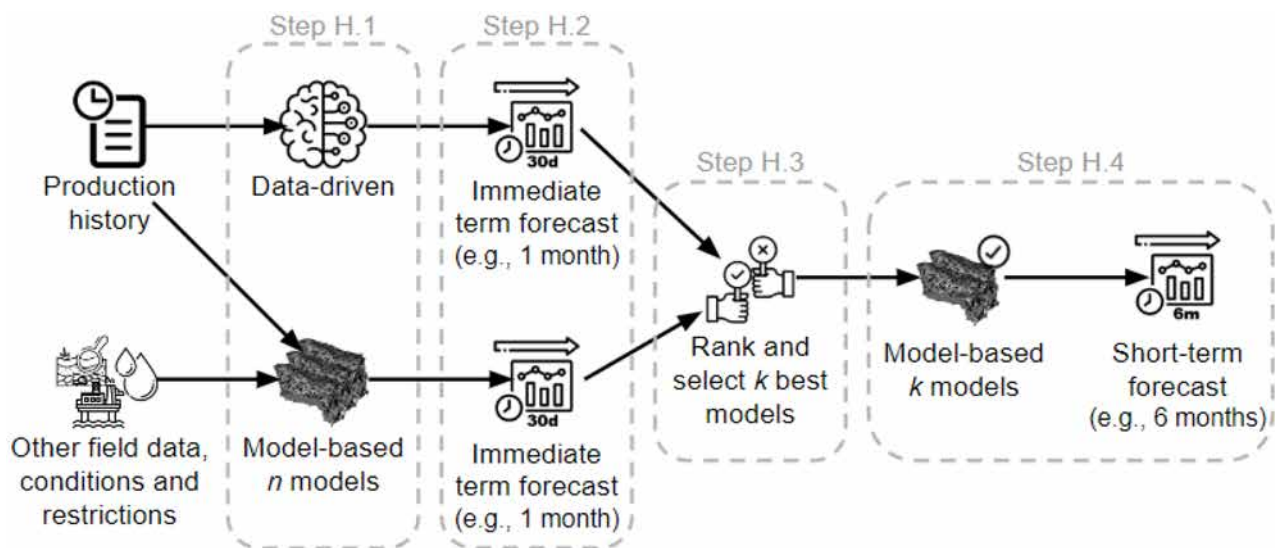 Step H.1
Step H.2
Step H.3
Step H.4
Production
history
Data-driven
30d
Immediate
term forecast
(e.g., 1 month)
Other field data,
conditions and
restrictions
Model-based
n models
30d
Immediate
term forecast
(e.g., 1 month)
Rank and
select k best
models
Model-based
k models
6m
Short-term
forecast
(e.g., 6 months)